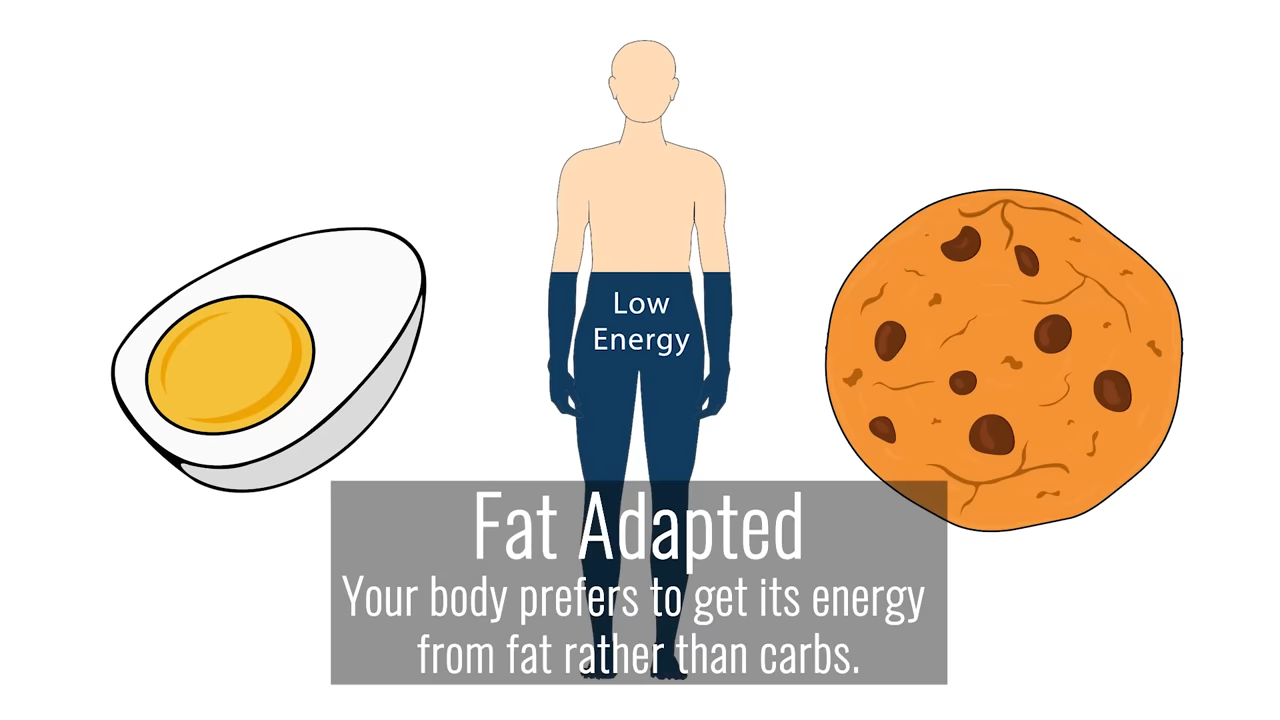 Low
Energy
Fat Adapted
Your body prefers to get its energy
from fat rather than carbs.